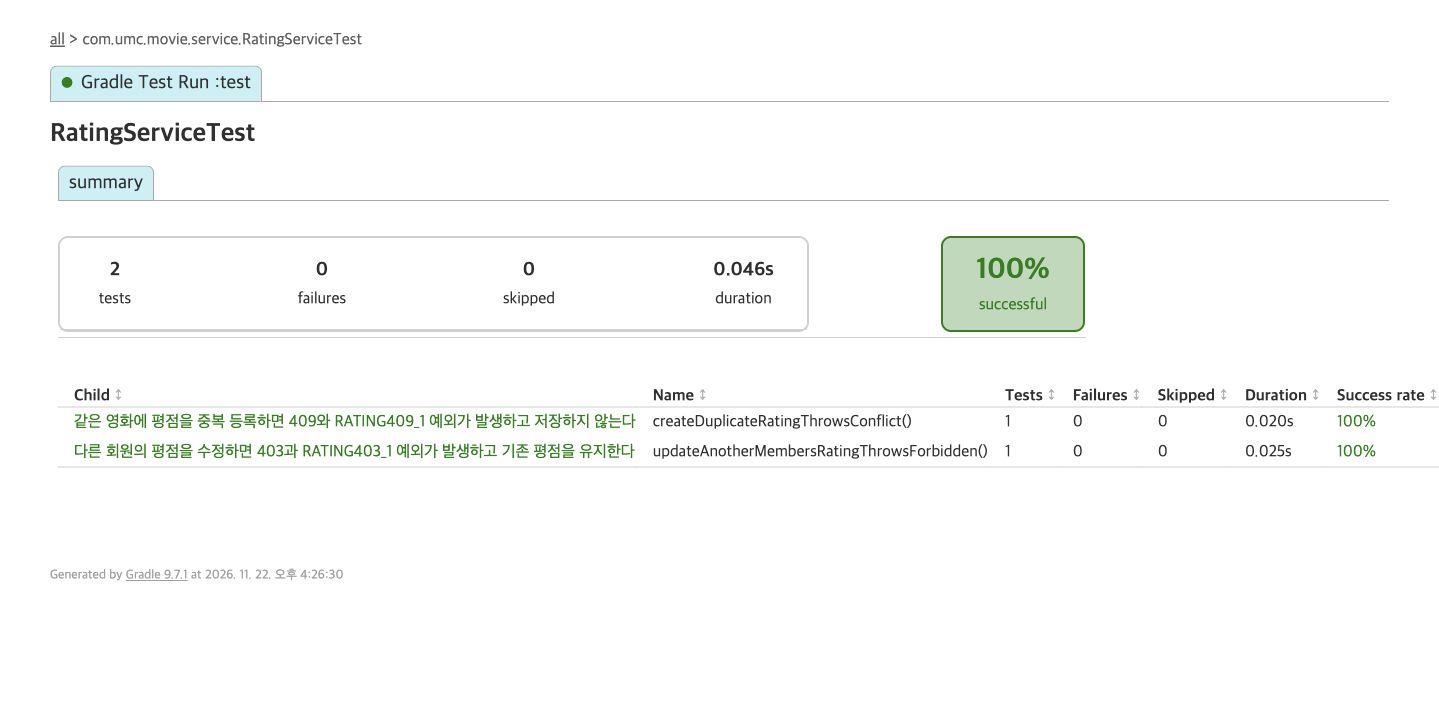 all > com.umc.movie.service.RatingServiceTest
Gradle Test Run :test
RatingServiceTest
summary
2 0 0 0.046s 100%
tests failures skipped duration successful
Child Name Tests Failures Skipped Duration Success rate
같은 영화에 평점을 중복 등록하면 409와 RATING409_1 예외가 발생하고 저장하지 않는다 createDuplicateRatingThrowsConflict() 1 0 0 0.020s 100%
다른 회원의 평점을 수정하면 403과 RATING403_1 예외가 발생하고 기존 평점을 유지한다 updateAnotherMembersRatingThrowsForbidden() 1 0 0 0.025s 100%
Generated by Gradle 9.7.1 at 2026. 11. 22. 오후 4:26:30